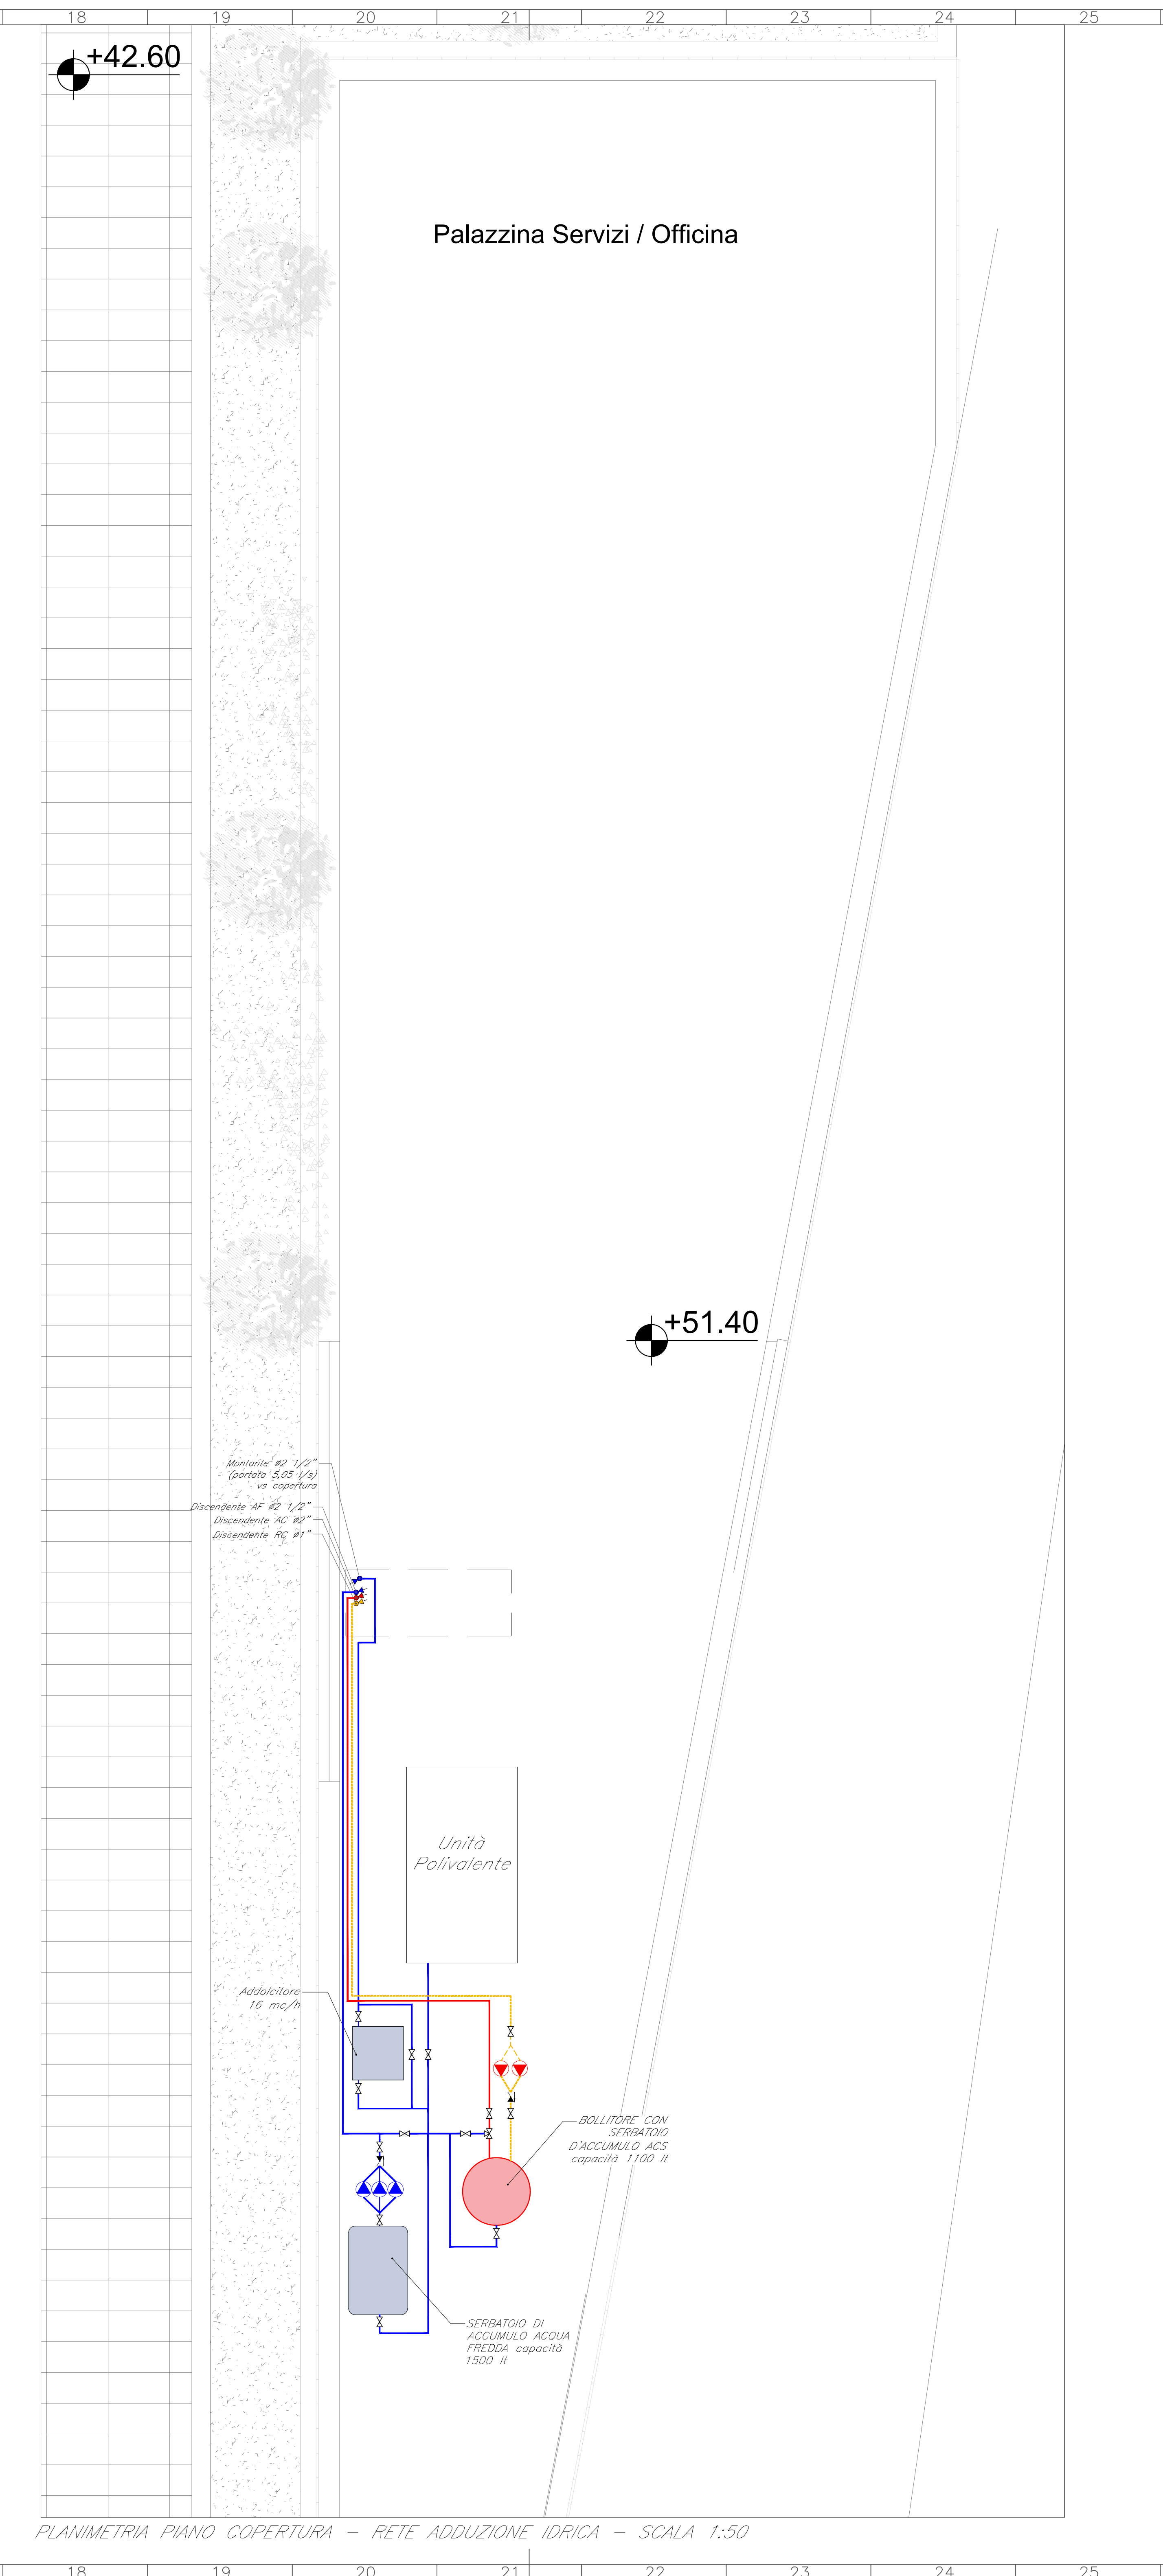 18 19 20 21 22 23 24 25
+42.60
Palazzina Servizi / Officina
+51.40
Montante ø2 1/2"
(portata 5,05 l/s)
vs copertura
Discendente AF ø2 1/2"
Discendente AC ø2"
Discendente RC ø1"
Unità
Polivalente
Addolcitore
16 mc/h
BOLLITORE CON
SERBATOIO
D'ACCUMULO ACS
capacità 1100 lt
SERBATOIO DI
ACCUMULO ACQUA
FREDDA capacità
1500 lt
PLANIMETRIA PIANO COPERTURA – RETE ADDUZIONE IDRICA – SCALA 1:50
18 19 20 21 22 23 24 25